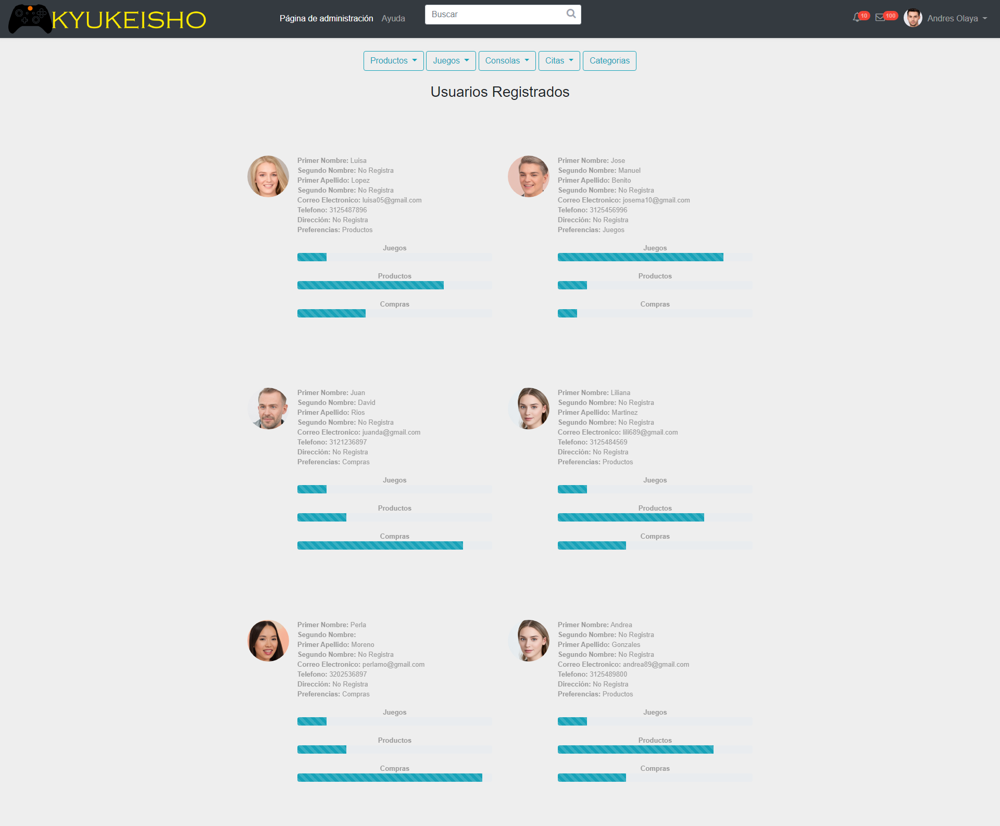 KYUKEISHO
Página de administración Ayuda Buscar 10 100 Andres Olaya
Productos Juegos Consolas Citas Categorias
Usuarios Registrados
Primer Nombre: Luisa
Segundo Nombre: No Registra
Primer Apellido: Lopez
Segundo Nombre: No Registra
Correo Electronico: luisa05@gmail.com
Telefono: 3125487896
Dirección: No Registra
Preferencias: Productos
Juegos
Productos
Compras
Primer Nombre: Jose
Segundo Nombre: Manuel
Primer Apellido: Benito
Segundo Nombre: No Registra
Correo Electronico: josema10@gmail.com
Telefono: 3125456996
Dirección: No Registra
Preferencias: Juegos
Juegos
Productos
Compras
Primer Nombre: Juan
Segundo Nombre: David
Primer Apellido: Rios
Segundo Nombre: No Registra
Correo Electronico: juanda@gmail.com
Telefono: 3121236897
Dirección: No Registra
Preferencias: Compras
Juegos
Productos
Compras
Primer Nombre: Liliana
Segundo Nombre: No Registra
Primer Apellido: Martinez
Segundo Nombre: No Registra
Correo Electronico: lili689@gmail.com
Telefono: 3125484569
Dirección: No Registra
Preferencias: Productos
Juegos
Productos
Compras
Primer Nombre: Perla
Segundo Nombre:
Primer Apellido: Moreno
Segundo Nombre: No Registra
Correo Electronico: perlamo@gmail.com
Telefono: 3202536897
Dirección: No Registra
Preferencias: Compras
Juegos
Productos
Compras
Primer Nombre: Andrea
Segundo Nombre: No Registra
Primer Apellido: Gonzales
Segundo Nombre: No Registra
Correo Electronico: andrea89@gmail.com
Telefono: 3125489800
Dirección: No Registra
Preferencias: Productos
Juegos
Productos
Compras